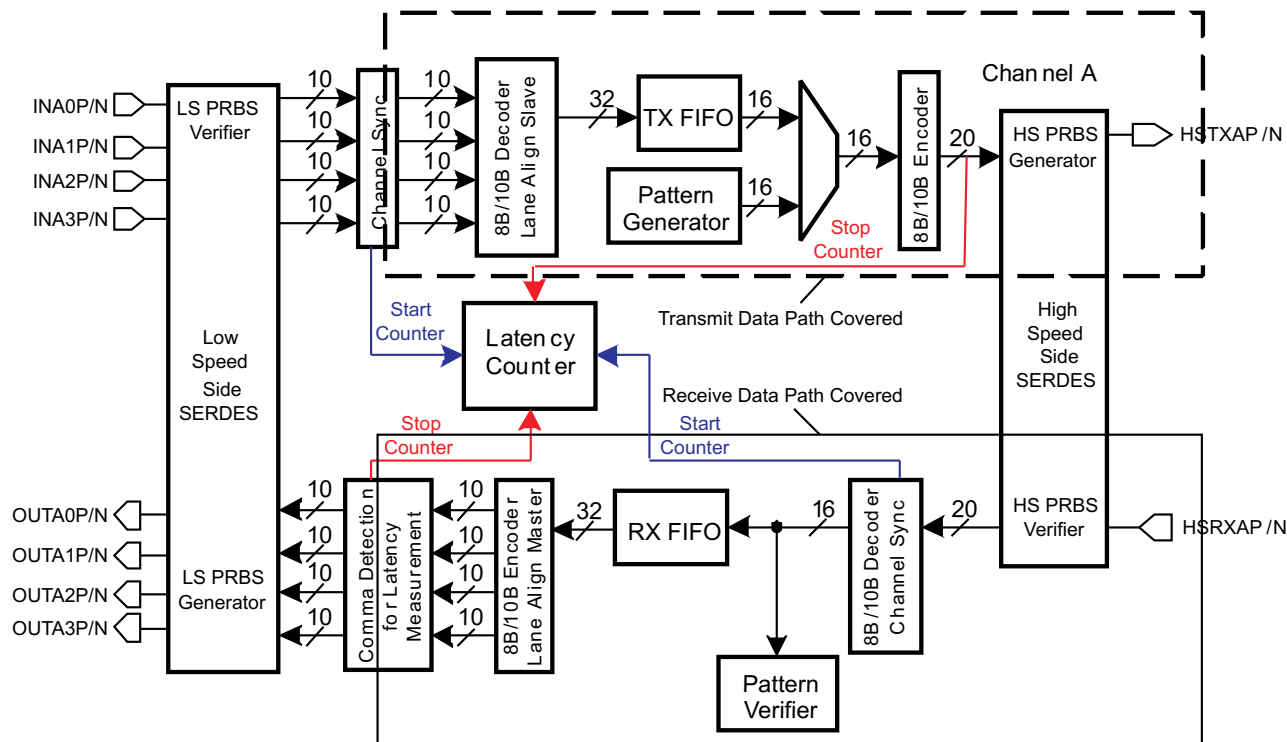 INA0P/N
INA1P/N
INA2P/N
INA3P/N
LS PRBS
Verifier
Low
Speed
Side
SERDES
LS PRBS
Generator
10
10
10
10
Channel Sync
10
10
10
10
8B/10B Decoder
Lane Align Slave
32
TX FIFO
16
Pattern
Generator
16
16
8B/10B Encoder
20
Channel A
HS PRBS
Generator
HSTXAP/N
Stop
Counter
Start
Counter
Latency
Counter
Transmit Data Path Covered
High
Speed
Side
SERDES
Receive Data Path Covered
Stop
Counter
Start
Counter
OUTA0P/N
OUTA1P/N
OUTA2P/N
OUTA3P/N
10
10
10
10
Comma Detection
for Latency
Measurement
10
10
10
10
8B/10B Encoder
Lane Align Master
32
RX FIFO
16
8B/10B Decoder
Channel Sync
20
HS PRBS
Verifier
HSRXAP/N
Pattern
Verifier